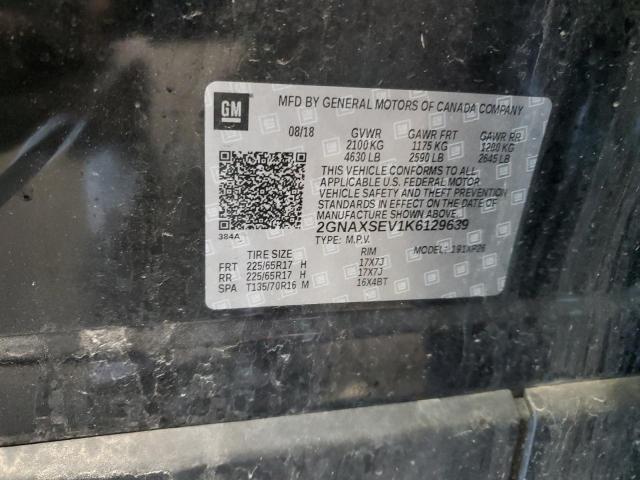 GM
MFD BY GENERAL MOTORS OF CANADA COMPANY
08/18 GVWR GAWR FRT GAWR RR
2100 KG 1175 KG 1200 KG
4630 LB 2590 LB 2645 LB
THIS VEHICLE CONFORMS TO ALL
APPLICABLE U.S. FEDERAL MOTOR
VEHICLE SAFETY AND THEFT PREVENTION
STANDARDS IN EFFECT ON THE DATE OF
MANUFACTURE SHOWN ABOVE.
384A
2GNAXSEV1K6129639
TYPE: M.P.V. MODEL: 191XP26
TIRE SIZE RIM
FRT 225/65R17 H 17X7J
RR 225/65R17 H 17X7J
SPA T135/70R16 M 16X4BT